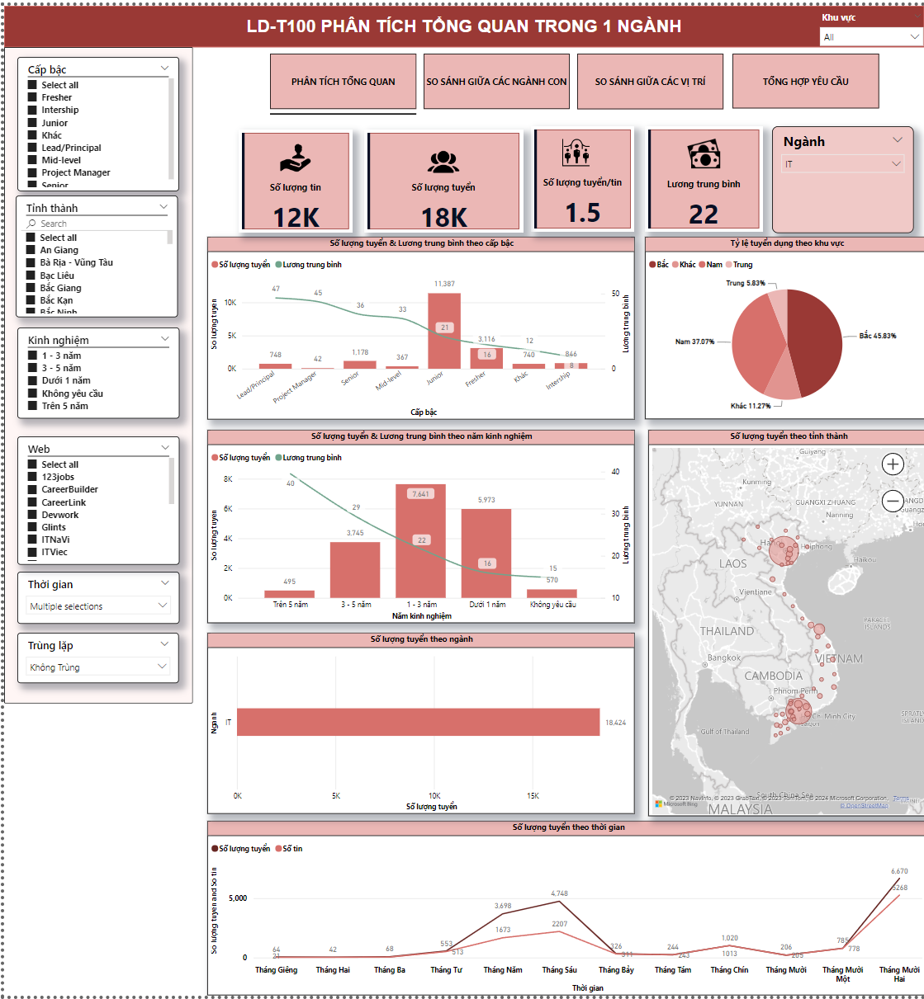 LD-T100 PHÂN TÍCH TỔNG QUAN TRONG 1 NGÀNH
Khu vực
All
PHÂN TÍCH TỔNG QUAN
SO SÁNH GIỮA CÁC NGÀNH CON
SO SÁNH GIỮA CÁC VỊ TRÍ
TỔNG HỢP YÊU CẦU
Cấp bậc
Select all
Fresher
Intership
Junior
Khác
Lead/Principal
Mid-level
Project Manager
Senior
Tỉnh thành
Search
Select all
An Giang
Bà Rịa - Vũng Tàu
Bạc Liêu
Bắc Giang
Bắc Kạn
Bắc Ninh
Kinh nghiệm
1 - 3 năm
3 - 5 năm
Dưới 1 năm
Không yêu cầu
Trên 5 năm
Web
Select all
123jobs
CareerBuilder
CareerLink
Devwork
Glints
ITNaVi
ITViec
Thời gian
Multiple selections
Trùng lặp
Không Trùng
Số lượng tin
12K
Số lượng tuyển
18K
Số lượng tuyển/tin
1.5
Lương trung bình
22
Ngành
IT
Số lượng tuyển & Lương trung bình theo cấp bậc
Số lượng tuyển Lương trung bình
Số lượng tuyển
10K
5K
0K
50
0
Lương trung bình
47
45
36
33
21
16
12
8
748
42
1,178
367
11,387
3,116
740
846
Lead/Principal
Project Manager
Senior
Mid-level
Junior
Fresher
Khác
Intership
Cấp bậc
Tỷ lệ tuyển dụng theo khu vực
Bắc Khác Nam Trung
Trung 5.83%
Bắc 45.83%
Nam 37.07%
Khác 11.27%
Số lượng tuyển & Lương trung bình theo năm kinh nghiệm
Số lượng tuyển Lương trung bình
Số lượng tuyển
8K
6K
4K
2K
0K
40
30
20
10
Lương trung bình
40
29
22
16
15
495
3,745
7,641
5,973
570
Trên 5 năm
3 - 5 năm
1 - 3 năm
Dưới 1 năm
Không yêu cầu
Năm kinh nghiệm
Số lượng tuyển theo tỉnh thành
Guiyang
Kunming
YUNNAN
GUANGXI ZHUANG
Nanning
Haiphong
Haikou
LAOS
Vientiane
THAILAND
PARACEL
ISLANDS
Bangkok
VIETNAM
CAMBODIA
Phnom Penh
Chi-Minh City
Saigon
Gulf of Thailand
South China Sea
MALAYSIA
© 2023 NavInfo, © 2023 GrabTaxi, © 2023 TomTom, © 2024 Microsoft Corporation, Terms
© OpenStreetMap
Microsoft Bing
Số lượng tuyển theo ngành
Ngành
IT
18,424
0K
5K
10K
15K
Số lượng tuyển
Số lượng tuyển theo thời gian
Số lượng tuyển Số tin
Số lượng tuyển and Số tin
5,000
0
64
21
42
68
553
513
3,698
1673
4,748
2207
326
311
244
243
1,020
1013
206
205
785
778
6,670
5268
Tháng Giêng
Tháng Hai
Tháng Ba
Tháng Tư
Tháng Năm
Tháng Sáu
Tháng Bảy
Tháng Tám
Tháng Chín
Tháng Mười
Tháng Mười Một
Tháng Mười Hai
Thời gian